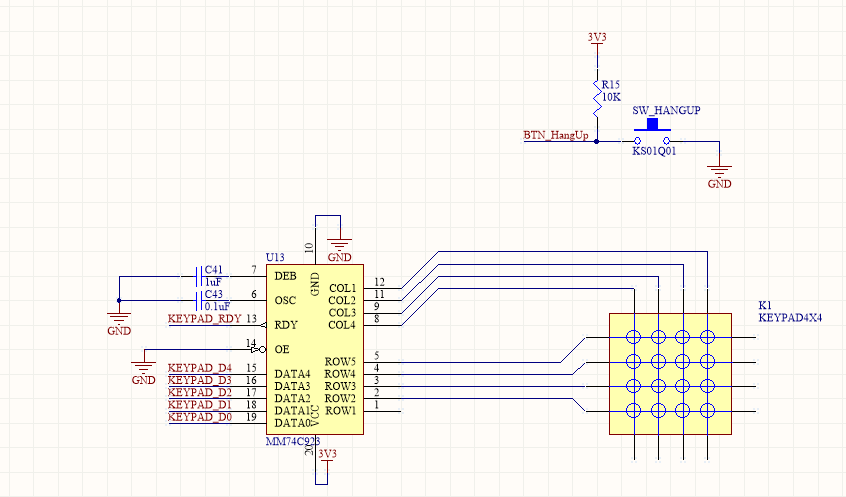 3V3
R15
10K
SW_HANGUP
BTN_HangUp
KS01Q01
GND
10
GND
U13
C41
1uF
7
DEB
GND
COL1
12
C43
0.1uF
6
OSC
COL2
11
COL3
9
KEYPAD_RDY
13
RDY
COL4
8
GND
14
OE
GND
ROW5
5
KEYPAD_D4
15
DATA4
ROW4
4
KEYPAD_D3
16
DATA3
ROW3
3
KEYPAD_D2
17
DATA2
ROW2
2
KEYPAD_D1
18
DATA1
ROW1
1
KEYPAD_D0
19
DATA0
VCC
MM74C923
20
3V3
K1
KEYPAD4X4